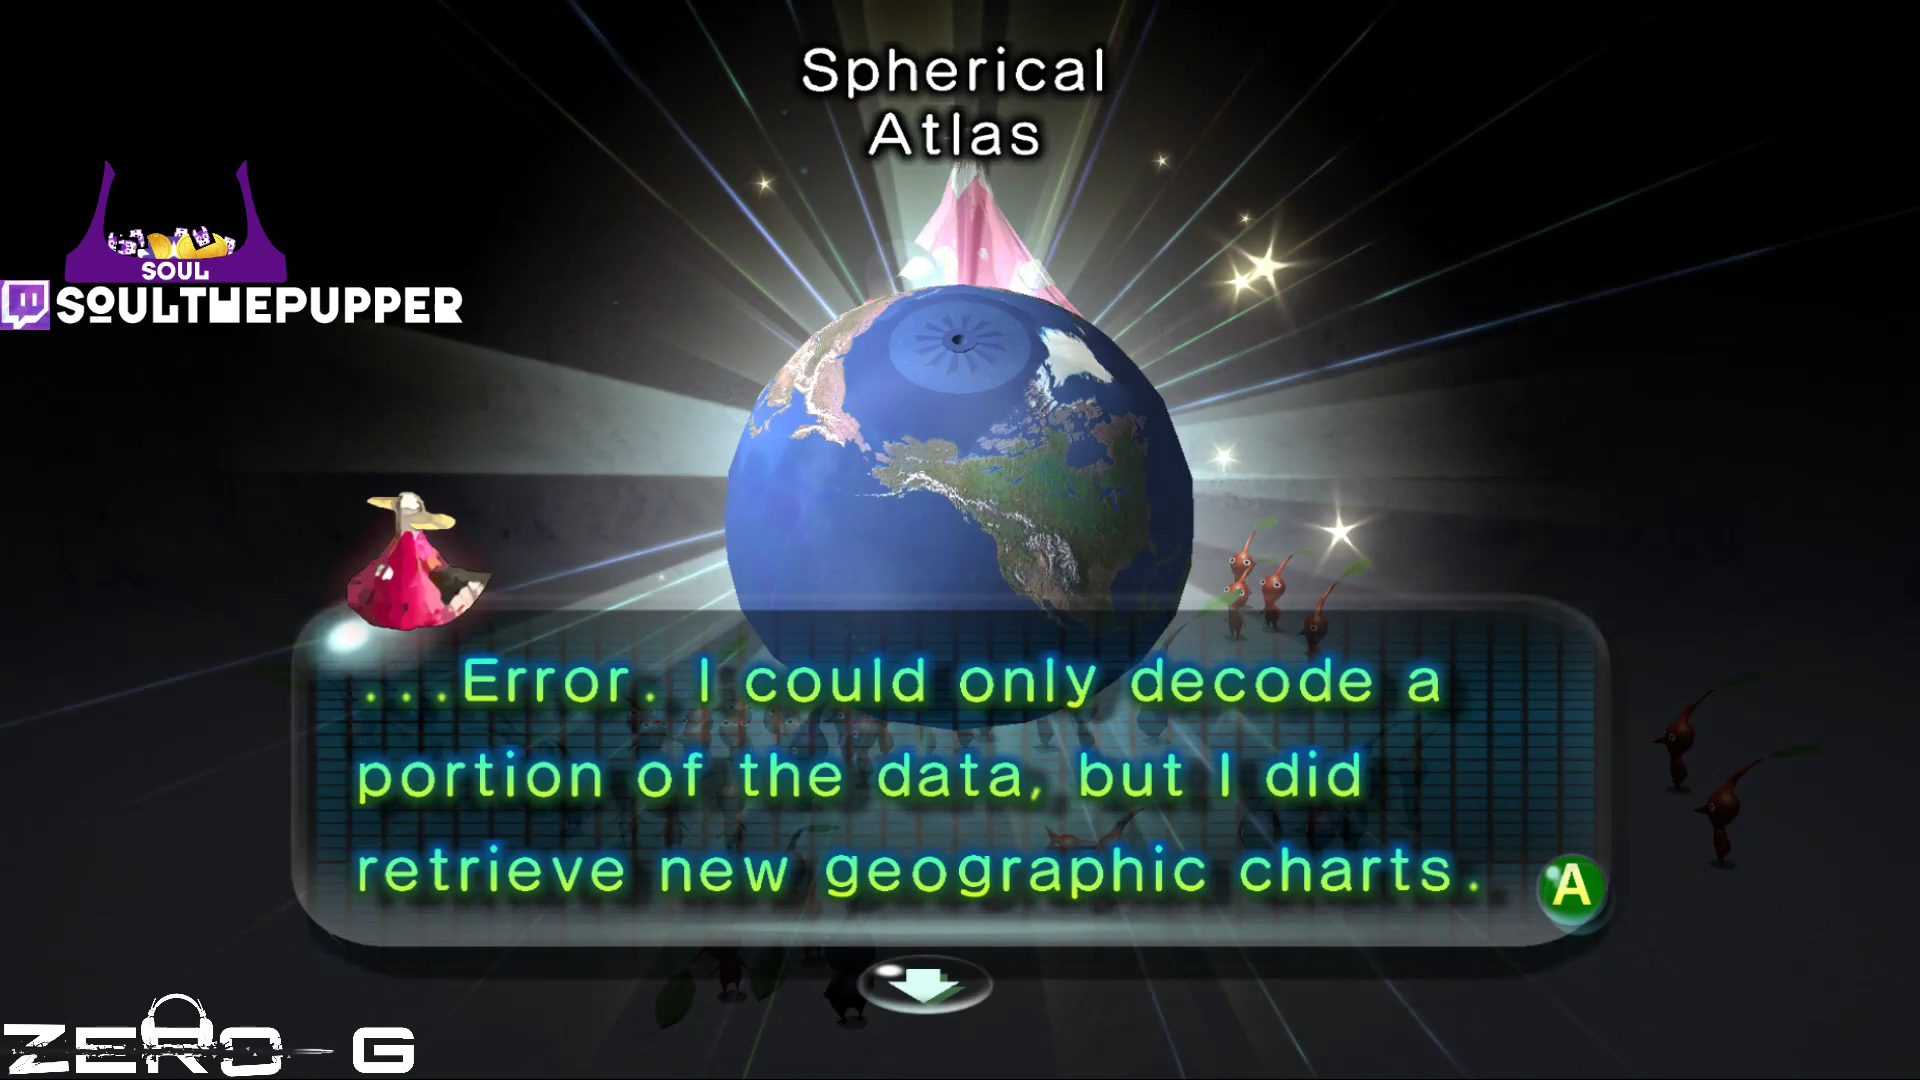 Spherical
Atlas
SOUL
SOULTHEPUPPER
...Error. I could only decode a
portion of the data, but I did
retrieve new geographic charts.
A
ZERO G